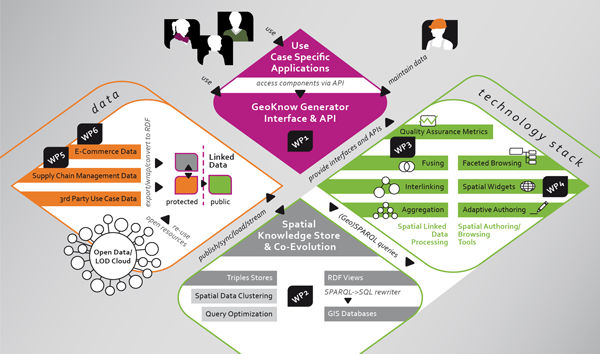 use
use
Use
Case Specific
Applications
access components via API
maintain data
GeoKnow Generator
Interface & API
WP1
provide interfaces and APIs
data
WP6
WP5
E-Commerce Data
Supply Chain Management Data
3rd Party Use Case Data
export/wrap/convert to RDF
Linked
Data
protected
public
re-use
open resources
Open Data/
LOD Cloud
publish/sync/load/stream
technology stack
Quality Assurance Metrics
WP3
Fusing
Faceted Browsing
Interlinking
Spatial Widgets
WP4
Aggregation
Adaptive Authoring
Spatial Linked
Data
Processing
Spatial Authoring/
Browsing
Tools
(Geo)SPARQL queries
Spatial
Knowledge Store
& Co-Evolution
Triples Stores
RDF Views
Spatial Data Clustering
WP2
SPARQL->SQL rewriter
Query Optimization
GIS Databases